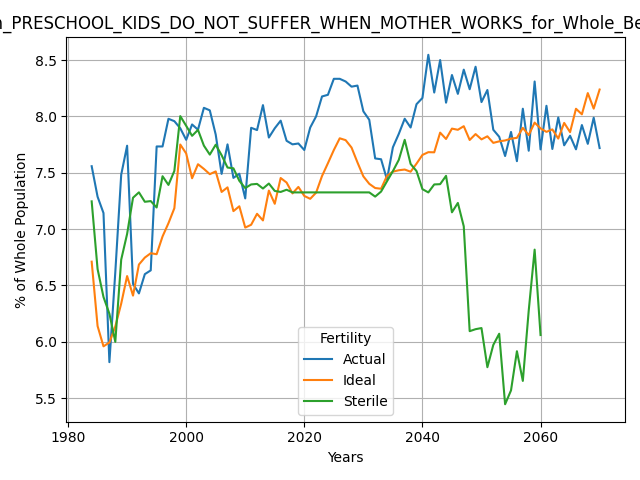 _PRESCHOOL_KIDS_DO_NOT_SUFFER_WHEN_MOTHER_WORKS_for_Whole_Be
% of Whole Population
8.5
8.0
7.5
7.0
6.5
6.0
5.5
Fertility
Actual
Ideal
Sterile
1980
2000
2020
2040
2060
Years